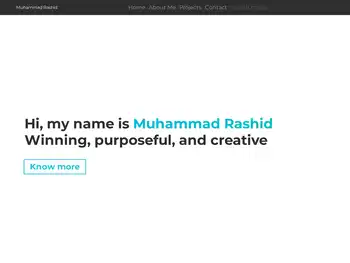 Muhammad Rashid
Home About Me Projects Contact
Hi, my name is Muhammad Rashid
Winning, purposeful, and creative
Know more